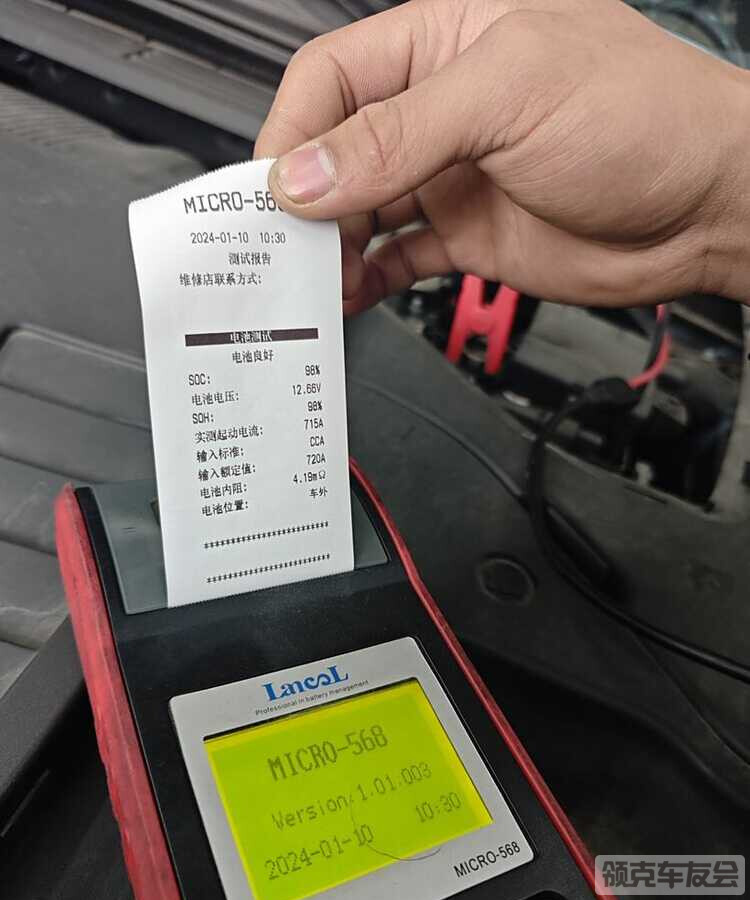 MICRO-568
2024-01-10 10:30
测试报告
维修店联系方式:
电池测试
电池良好
SOC: 98%
电池电压: 12.66V
SOH: 98%
实测起动电流: 715A
输入标准: CCA
输入额定值: 720A
电池内阻: 4.19mΩ
电池位置: 车外
************************
************************
Lancol
Professional in battery management
MICRO-568
Version:1.01.003
2024-01-10 10:30
MICRO-568
领克车友会